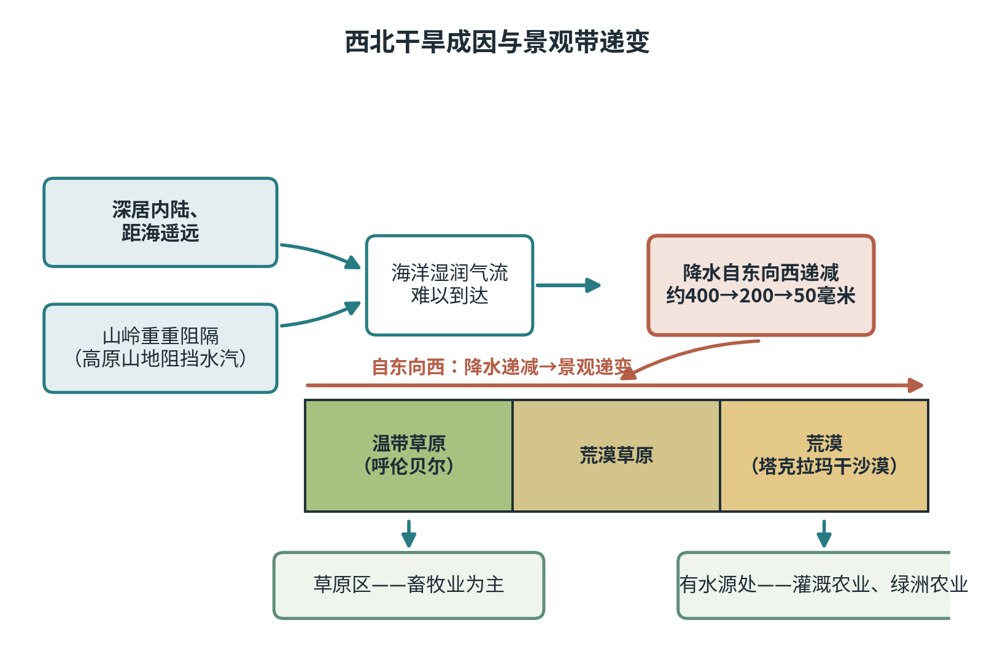 西北干旱成因与景观带递变
深居内陆、
距海遥远
山岭重重阻隔
（高原山地阻挡水汽）
海洋湿润气流
难以到达
降水自东向西递减
约400→200→50毫米
自东向西：降水递减→景观递变
温带草原
（呼伦贝尔）
荒漠草原
荒漠
（塔克拉玛干沙漠）
草原区——畜牧业为主
有水源处——灌溉农业、绿洲农业